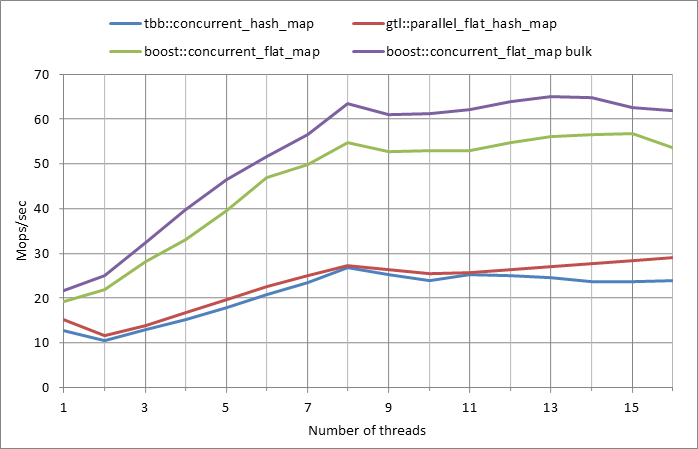 tbb::concurrent_hash_map gtl::parallel_flat_hash_map
boost::concurrent_flat_map boost::concurrent_flat_map bulk
70
60
50
40
30
20
10
0
Mops/sec
1 3 5 7 9 11 13 15
Number of threads